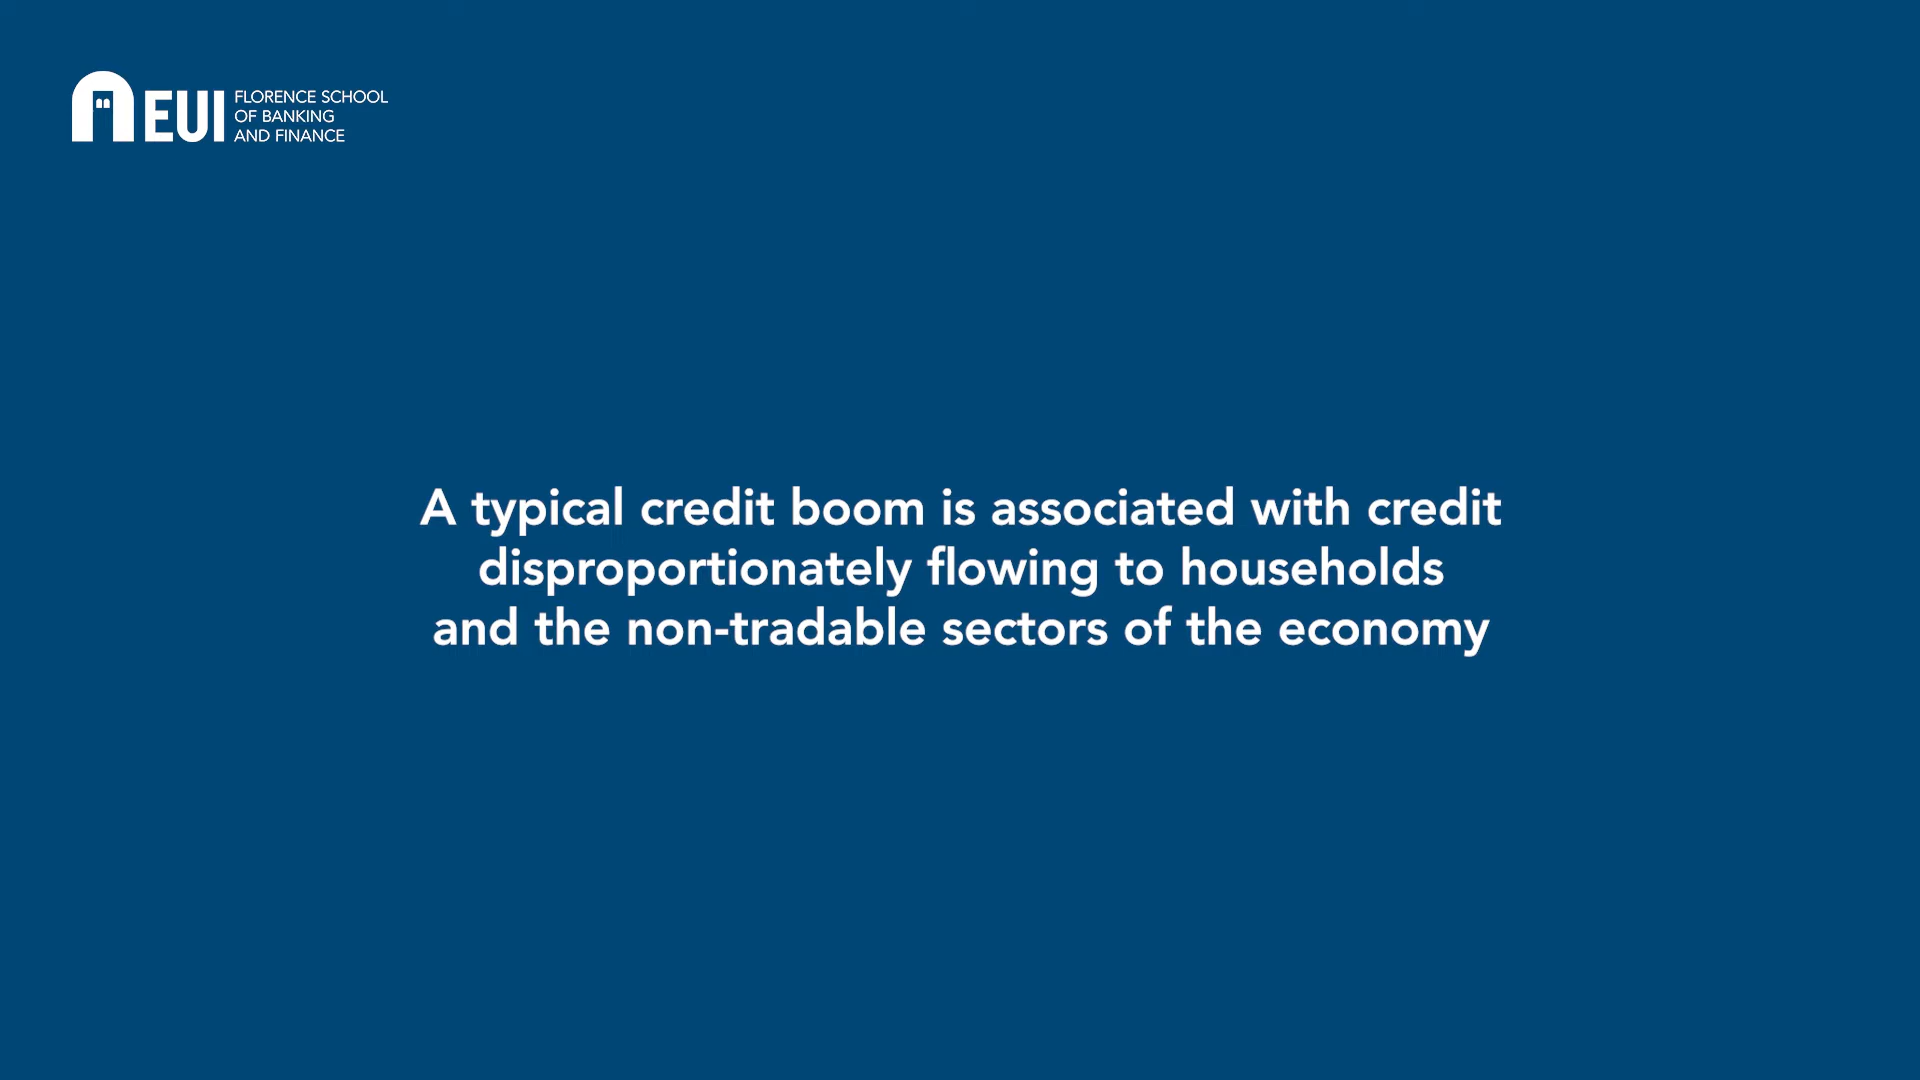 EUI
FLORENCE SCHOOL
OF BANKING
AND FINANCE
A typical credit boom is associated with credit
disproportionately flowing to households
and the non-tradable sectors of the economy